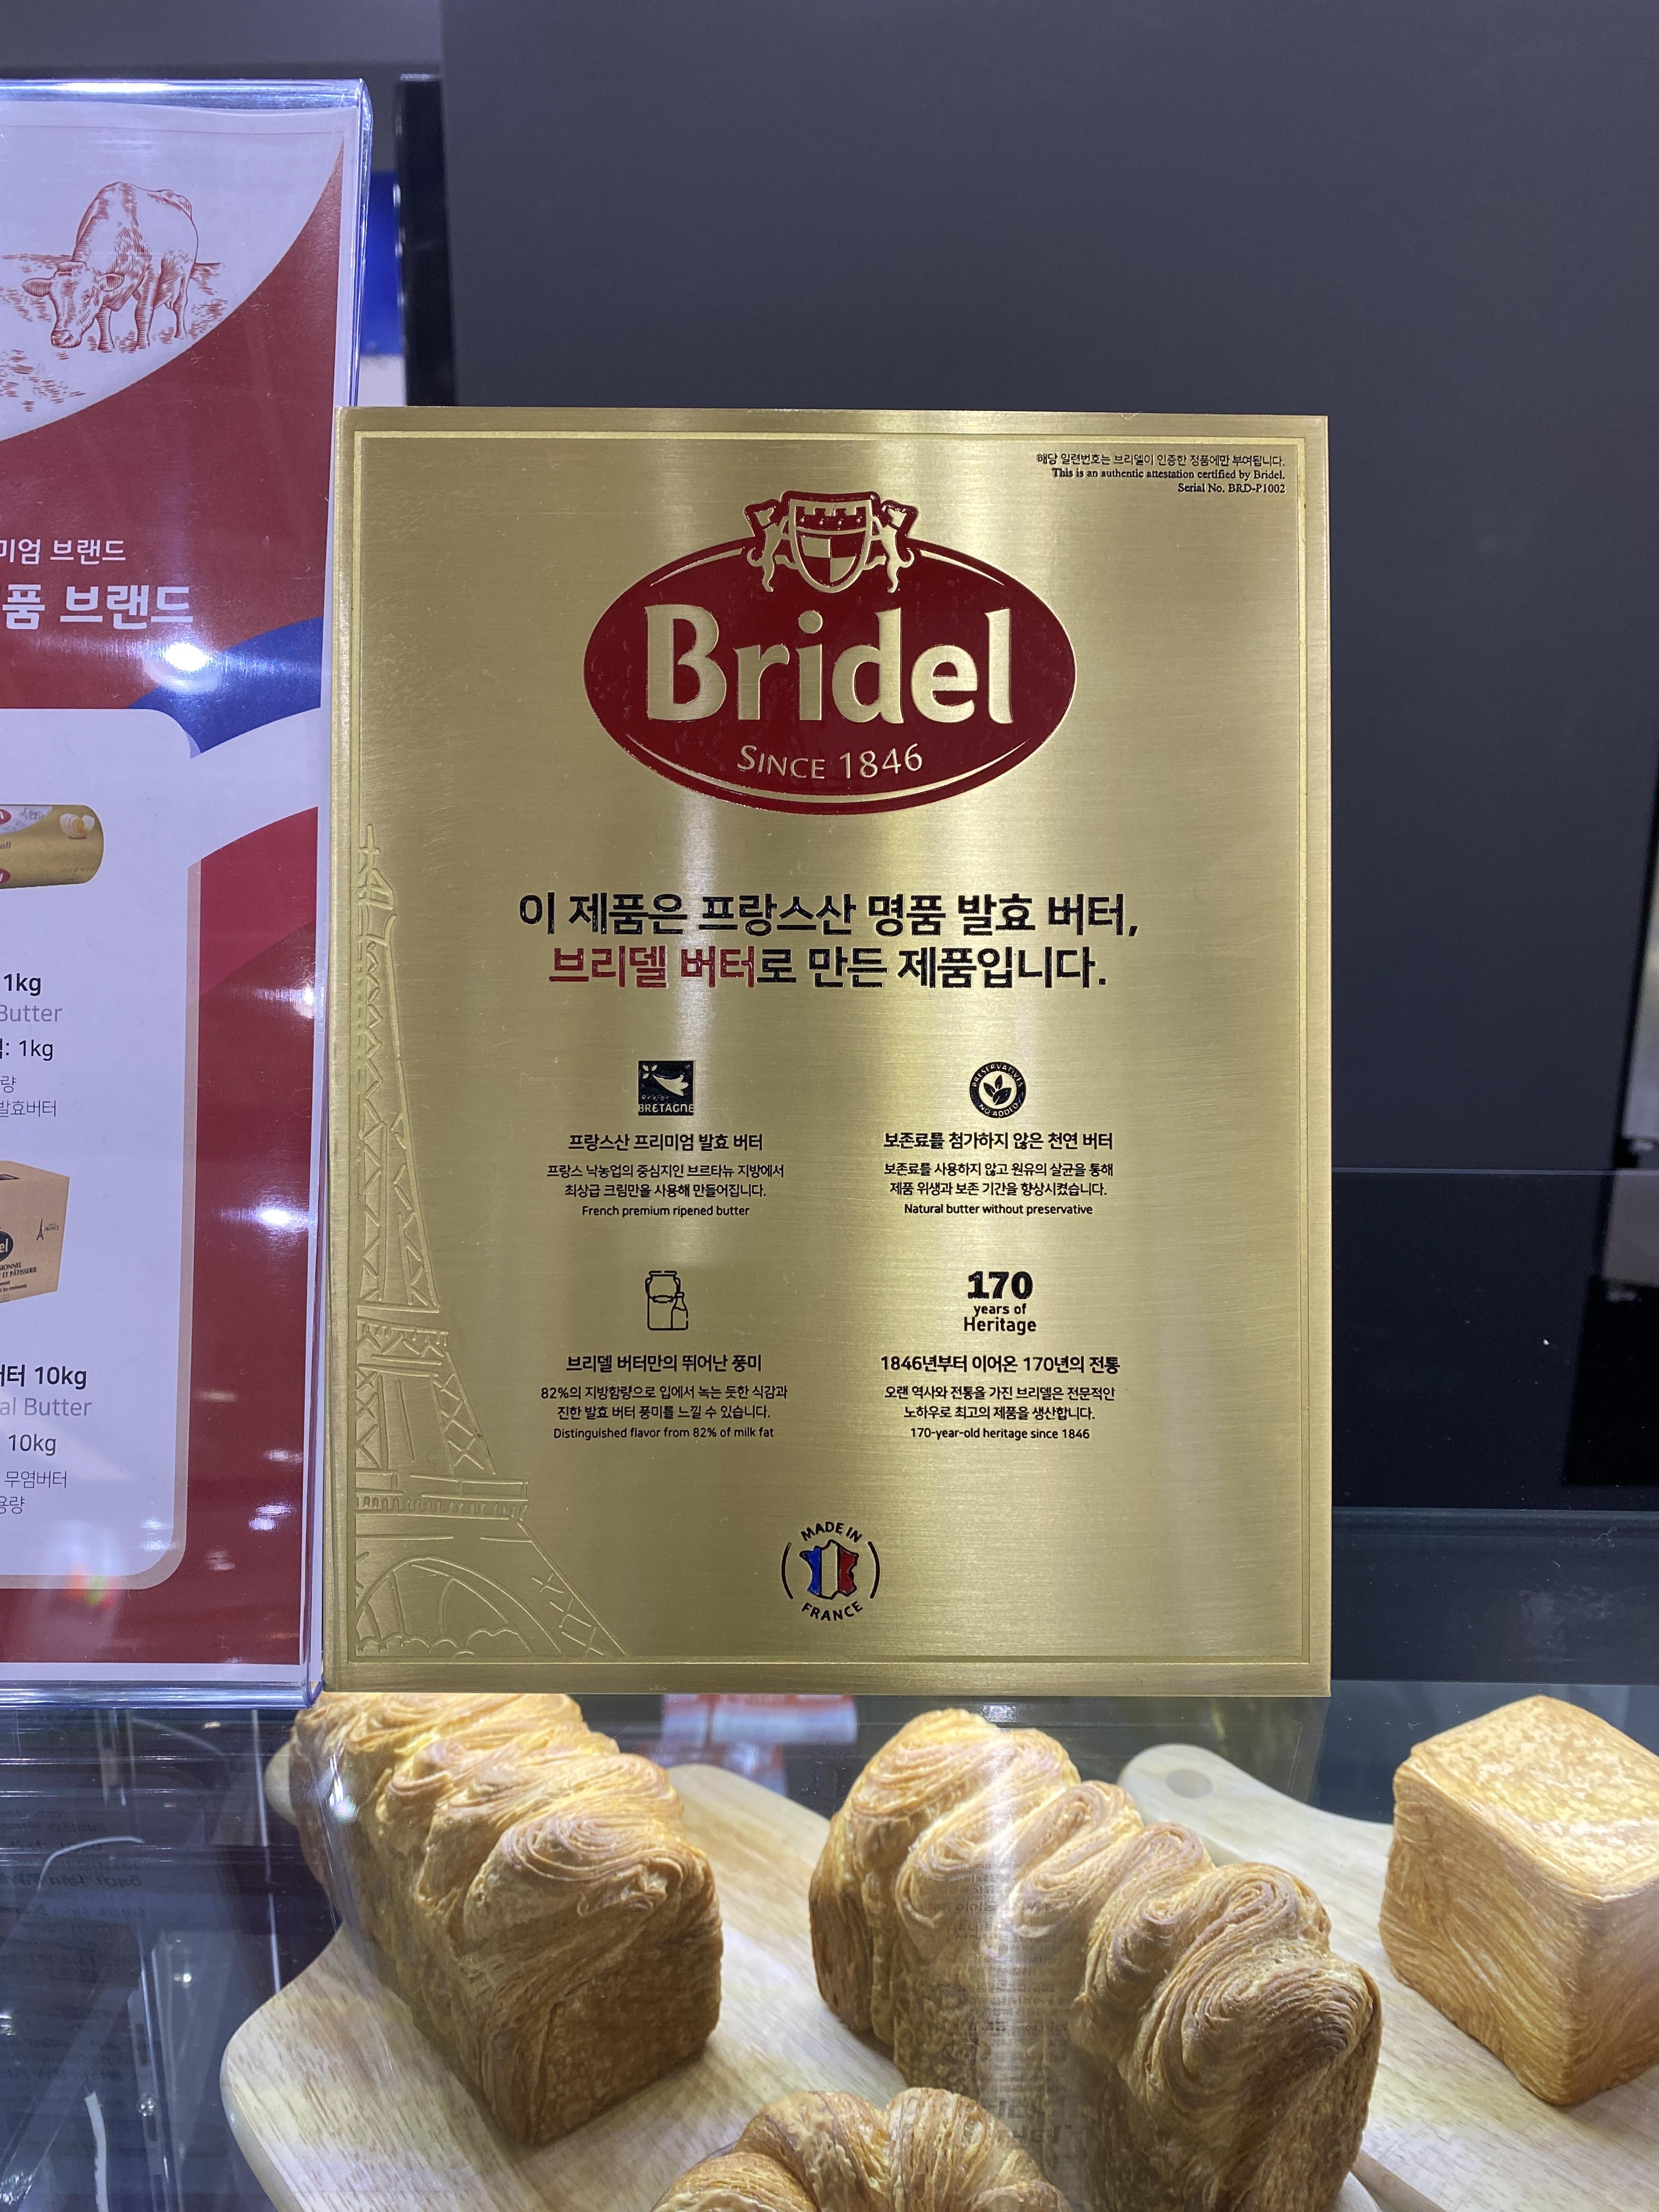 미엄 브랜드
품 브랜드
1kg
Butter
: 1kg
량
발효버터
터 10kg
al Butter
10kg
무염버터
용량
해당 일련번호는 브리델이 인증한 정품에만 부여됩니다.
This is an authentic attestation certified by Bridel.
Serial No. BRD-P1002
Bridel
SINCE 1846
이 제품은 프랑스산 명품 발효 버터,
브리델 버터로 만든 제품입니다.
BRETAGNE
프랑스산 프리미엄 발효 버터
프랑스 낙농업의 중심지인 브르타뉴 지방에서
최상급 크림만을 사용해 만들어집니다.
French premium ripened butter
PRESERVATIVES
NO ADDED
보존료를 첨가하지 않은 천연 버터
보존료를 사용하지 않고 원유의 살균을 통해
제품 위생과 보존 기간을 향상시켰습니다.
Natural butter without preservative
브리델 버터만의 뛰어난 풍미
82%의 지방함량으로 입에서 녹는 듯한 식감과
진한 발효 버터 풍미를 느낄 수 있습니다.
Distinguished flavor from 82% of milk fat
170
years of
Heritage
1846년부터 이어온 170년의 전통
오랜 역사와 전통을 가진 브리델은 전문적인
노하우로 최고의 제품을 생산합니다.
170-year-old heritage since 1846
MADE IN
FRANCE